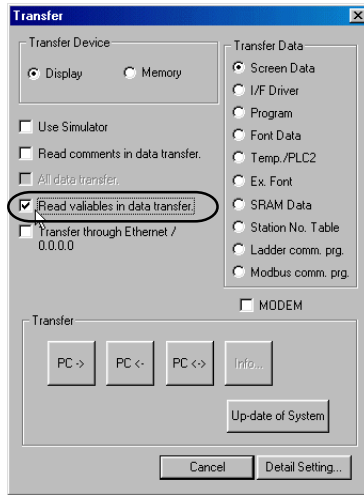 Transfer
Transfer Device
Display
Memory
Use Simulator
Read comments in data transfer.
All data transfer.
Read valiables in data transfer.
Transfer through Ethernet /
0.0.0.0
Transfer Data
Screen Data
I/F Driver
Program
Font Data
Temp./PLC2
Ex. Font
SRAM Data
Station No. Table
Ladder comm. prg.
Modbus comm. prg.
MODEM
Transfer
PC ->
PC <-
PC <->
Info...
Up-date of System
Cancel
Detail Setting...